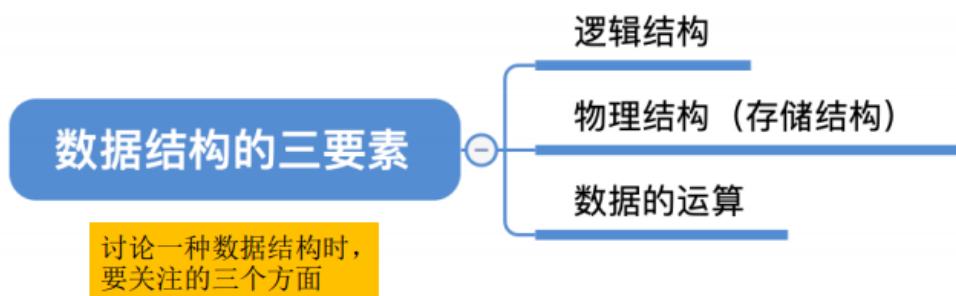 逻辑结构
物理结构（存储结构）
数据结构的三要素
数据的运算
讨论一种数据结构时，
要关注的三个方面